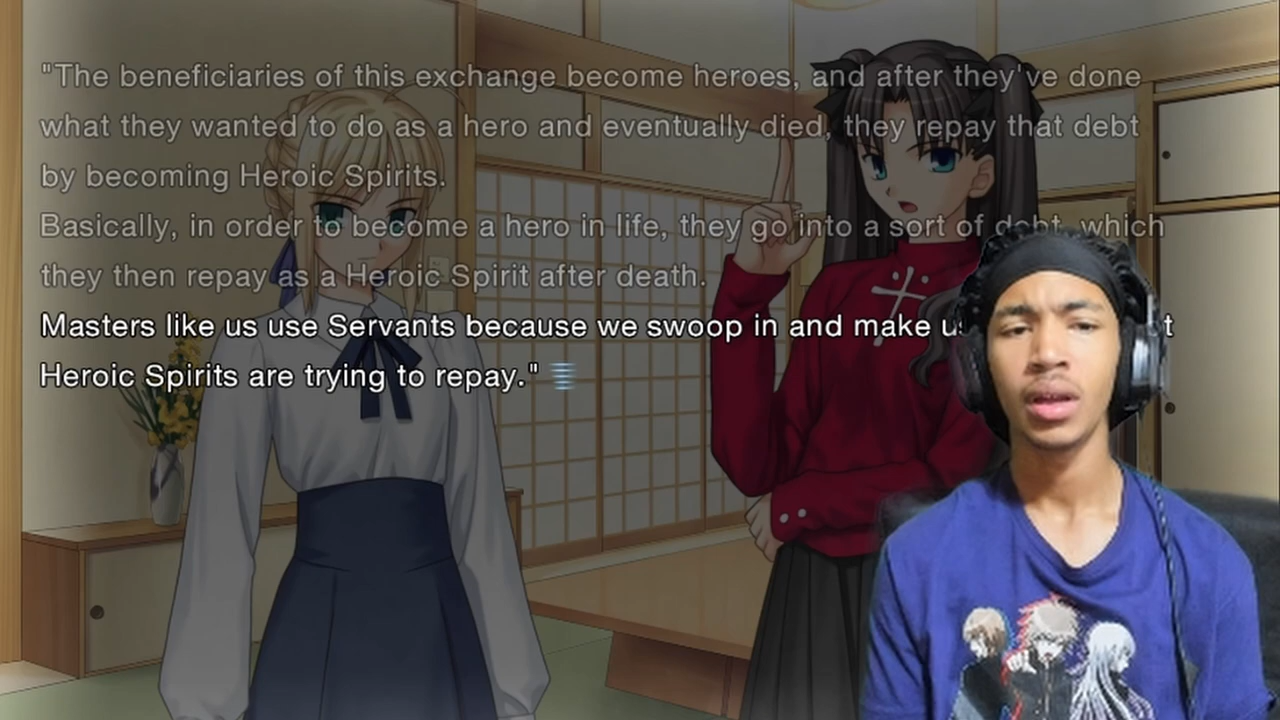 "The beneficiaries of this exchange become heroes, and after they've done
what they wanted to do as a hero and eventually died, they repay that debt
by becoming Heroic Spirits.
Basically, in order to become a hero in life, they go into a sort of debt, which
they then repay as a Heroic Spirit after death.
Masters like us use Servants because we swoop in and make
Heroic Spirits are trying to repay."